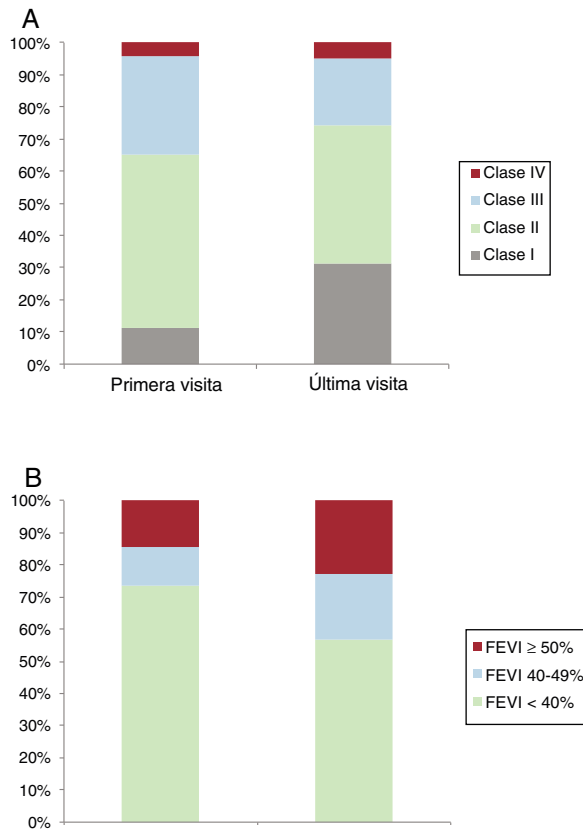 A
100%
90%
80%
70%
60%
50%
40%
30%
20%
10%
0%
Primera visita
Última visita
Clase IV
Clase III
Clase II
Clase I
B
100%
90%
80%
70%
60%
50%
40%
30%
20%
10%
0%
FEVI ≥ 50%
FEVI 40-49%
FEVI < 40%